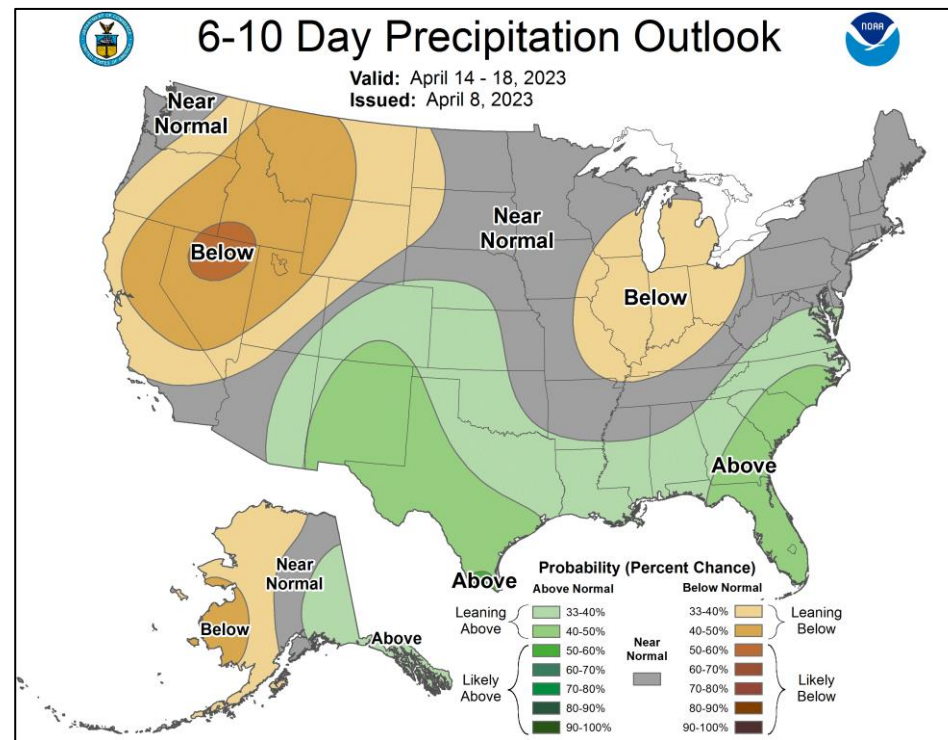 6-10 Day Precipitation Outlook
Valid: April 14 - 18, 2023
Issued: April 8, 2023
NOAA
Near
Normal
Near
Normal
Below
Below
Above
Above
Near
Normal
Below
Above
Probability (Percent Chance)
Above Normal
Below Normal
Leaning
Above
33-40%
40-50%
Likely
Above
50-60%
60-70%
70-80%
80-90%
90-100%
Near
Normal
33-40%
40-50%
Leaning
Below
50-60%
60-70%
70-80%
80-90%
90-100%
Likely
Below